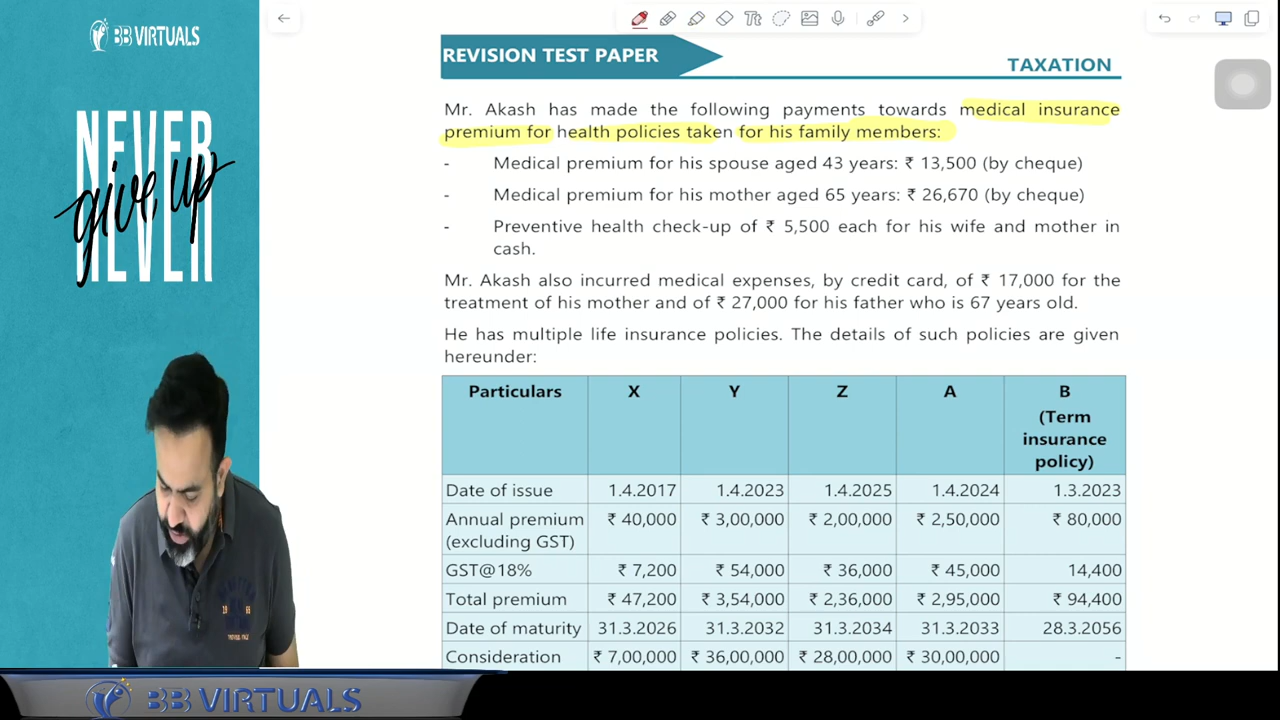 BB VIRTUALS
NEVER
give up
NEVER
REVISION TEST PAPER
TAXATION
Mr. Akash has made the following payments towards medical insurance
premium for health policies taken for his family members:
- Medical premium for his spouse aged 43 years: ₹ 13,500 (by cheque)
- Medical premium for his mother aged 65 years: ₹ 26,670 (by cheque)
- Preventive health check-up of ₹ 5,500 each for his wife and mother in
cash.
Mr. Akash also incurred medical expenses, by credit card, of ₹ 17,000 for the
treatment of his mother and of ₹ 27,000 for his father who is 67 years old.
He has multiple life insurance policies. The details of such policies are given
hereunder:
Particulars X Y Z A B
(Term
insurance
policy)
Date of issue 1.4.2017 1.4.2023 1.4.2025 1.4.2024 1.3.2023
Annual premium ₹ 40,000 ₹ 3,00,000 ₹ 2,00,000 ₹ 2,50,000 ₹ 80,000
(excluding GST)
GST@18% ₹ 7,200 ₹ 54,000 ₹ 36,000 ₹ 45,000 14,400
Total premium ₹ 47,200 ₹ 3,54,000 ₹ 2,36,000 ₹ 2,95,000 ₹ 94,400
Date of maturity 31.3.2026 31.3.2032 31.3.2034 31.3.2033 28.3.2056
Consideration ₹ 7,00,000 ₹ 36,00,000 ₹ 28,00,000 ₹ 30,00,000 -
BB VIRTUALS